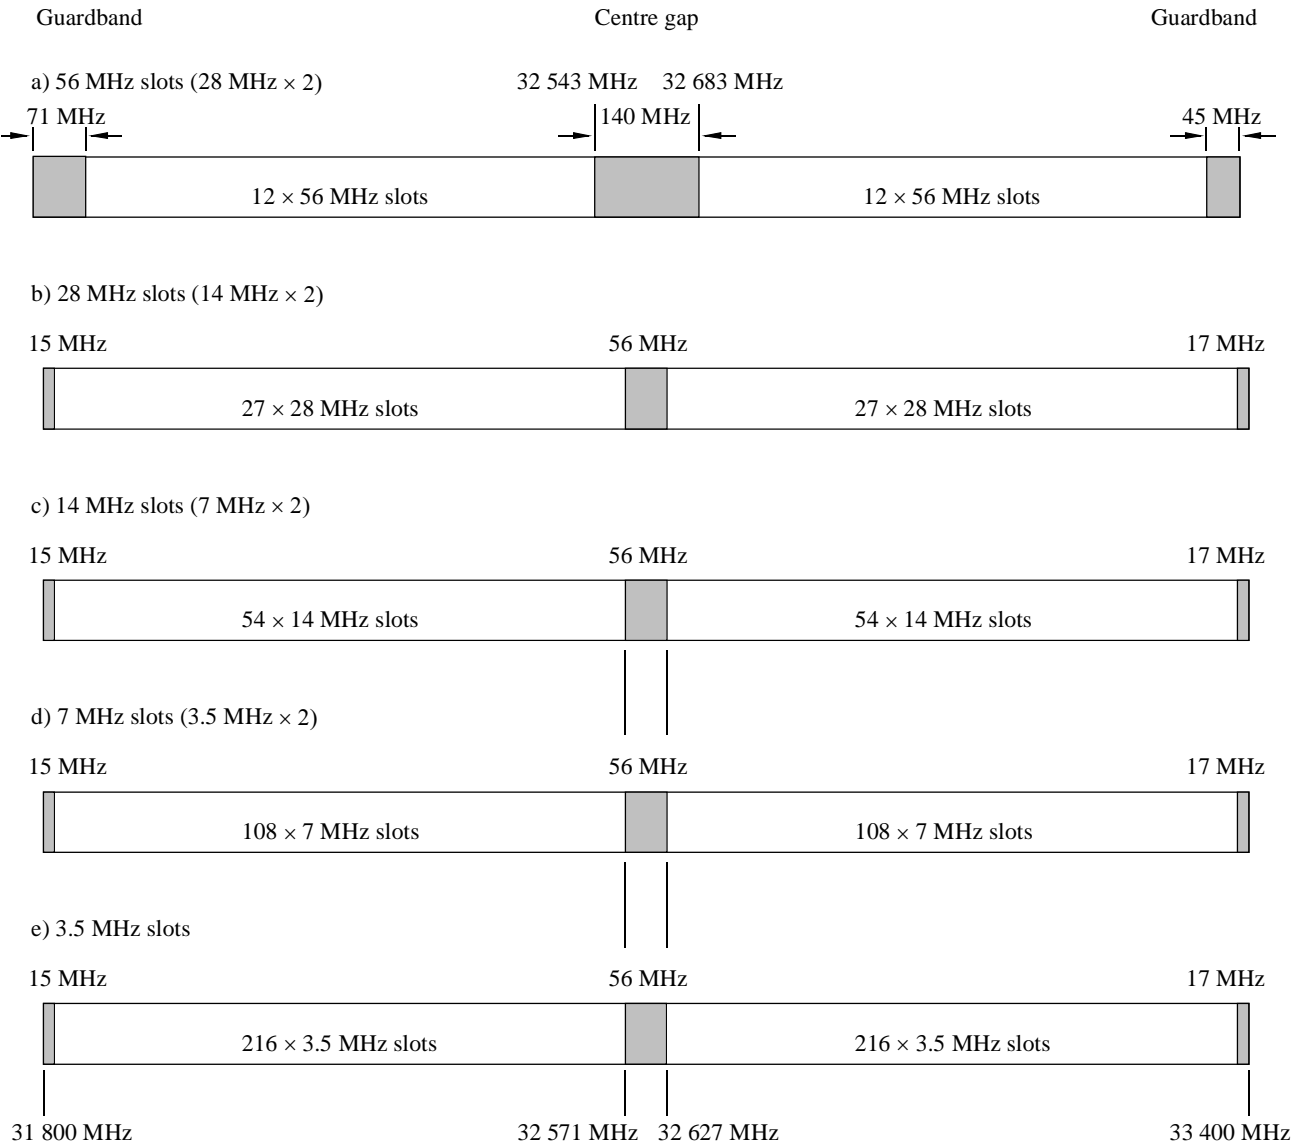 Guardband Centre gap Guardband
a) 56 MHz slots (28 MHz × 2) 32 543 MHz 32 683 MHz
71 MHz 140 MHz 45 MHz
12 × 56 MHz slots 12 × 56 MHz slots
b) 28 MHz slots (14 MHz × 2)
15 MHz 56 MHz 17 MHz
27 × 28 MHz slots 27 × 28 MHz slots
c) 14 MHz slots (7 MHz × 2)
15 MHz 56 MHz 17 MHz
54 × 14 MHz slots 54 × 14 MHz slots
d) 7 MHz slots (3.5 MHz × 2)
15 MHz 56 MHz 17 MHz
108 × 7 MHz slots 108 × 7 MHz slots
e) 3.5 MHz slots
15 MHz 56 MHz 17 MHz
216 × 3.5 MHz slots 216 × 3.5 MHz slots
31 800 MHz 32 571 MHz 32 627 MHz 33 400 MHz